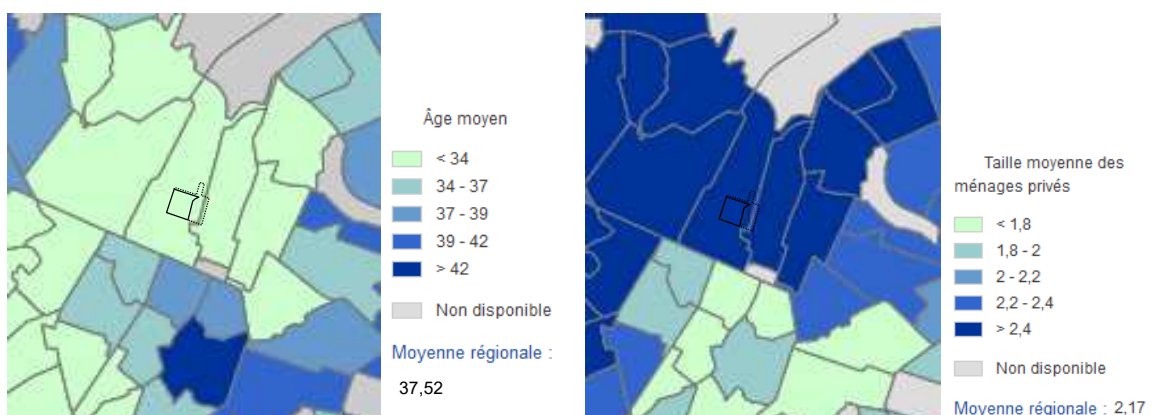 Âge moyen
< 34
34 - 37
37 - 39
39 - 42
> 42
Non disponible
Moyenne régionale :
37,52
Taille moyenne des
ménages privés
< 1,8
1,8 - 2
2 - 2,2
2,2 - 2,4
> 2,4
Non disponible
Moyenne régionale : 2,17